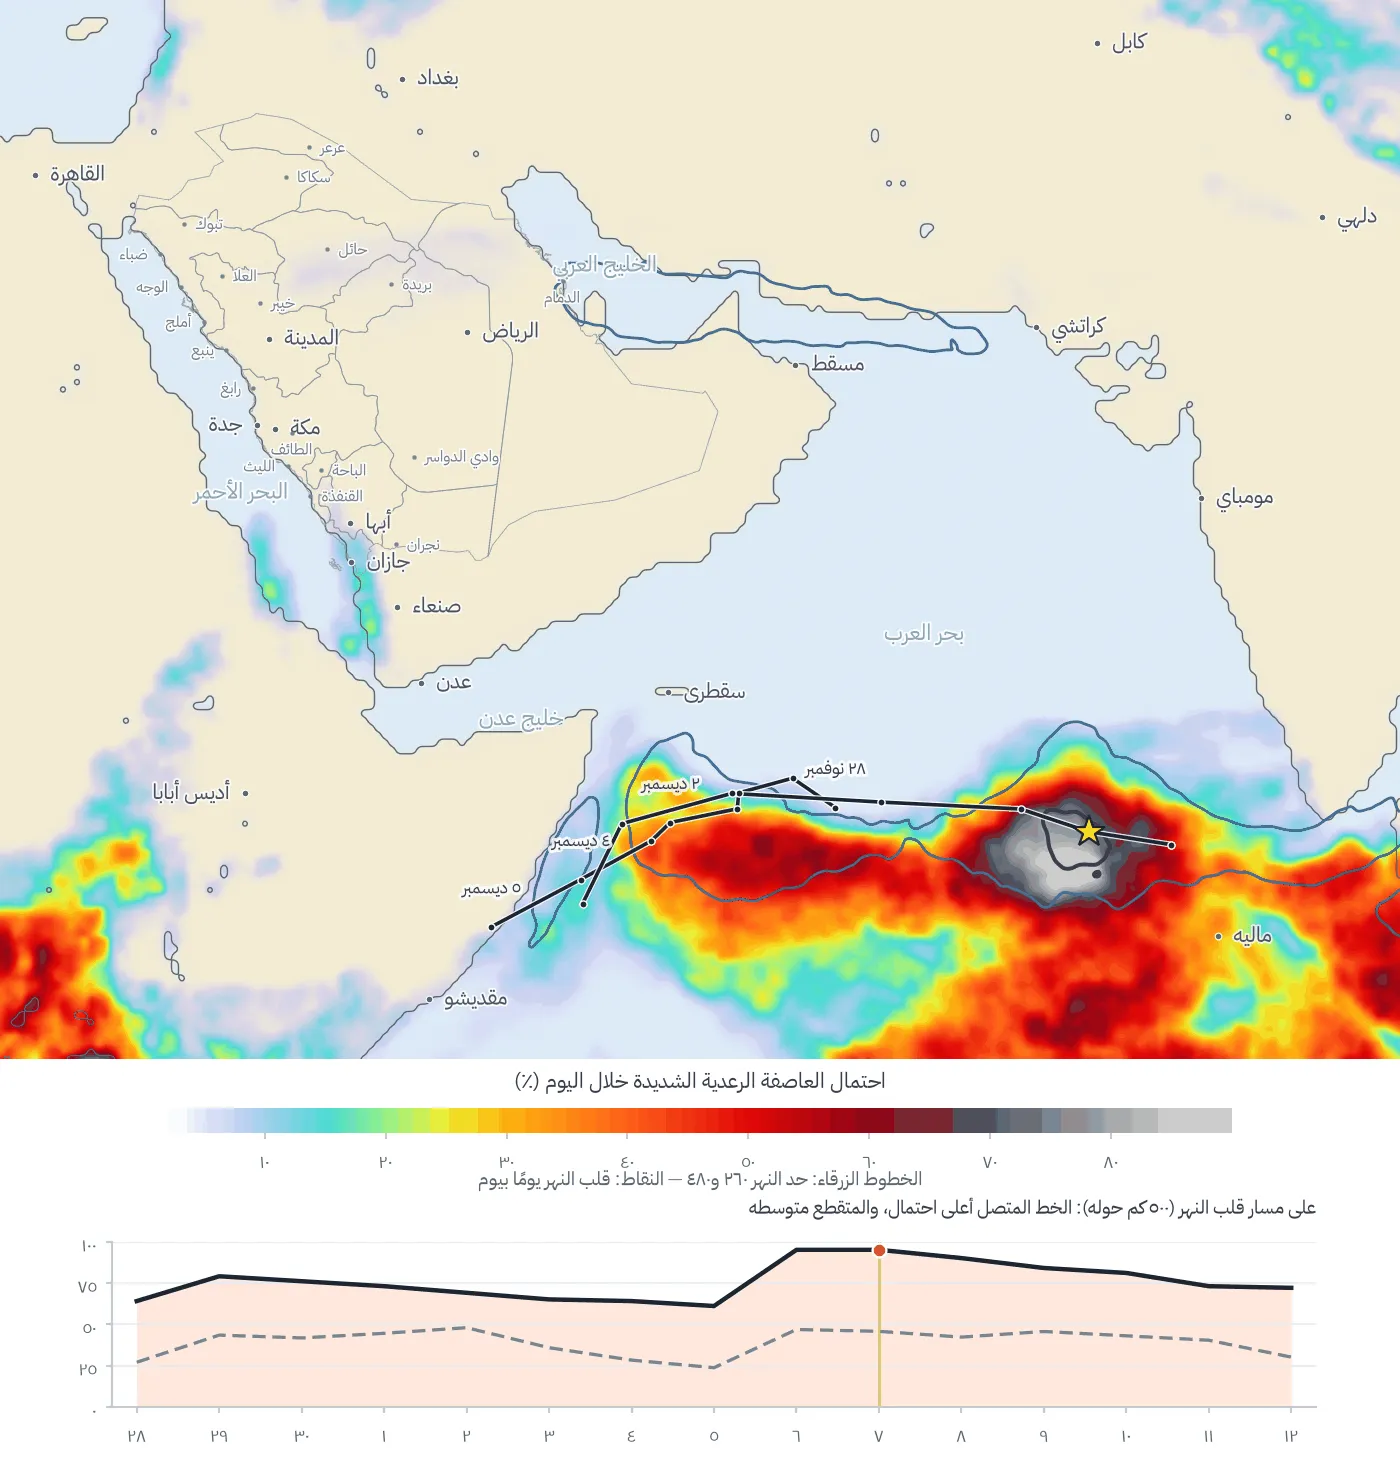 كابل
بغداد
عرعر
القاهرة
سكاكا
دلهي
تبوك
حائل
ضباء
الخليج العربي
العلا
بريدة
الوجه
الدمام
خيبر
أملج
كراتشي
الرياض
المدينة
ينبع
مسقط
رابغ
جدة
مكة
الطائف
وادي الدواسر
الليث
الباحة
البحر الأحمر
القنفذة
مومباي
أبها
نجران
جازان
صنعاء
بحر العرب
عدن
سقطرى
خليج عدن
٢٨ نوفمبر
٢ ديسمبر
أديس أبابا
٤ ديسمبر
٥ ديسمبر
ماليه
مقديشو
احتمال العاصفة الرعدية الشديدة خلال اليوم (٪)
١٠ ٢٠ ٣٠ ٤٠ ٥٠ ٦٠ ٧٠ ٨٠
الخطوط الزرقاء: حد النهر ٢٦٠ و٤٨٠ — النقاط: قلب النهر يومًا بيوم
على مسار قلب النهر (٥٠٠ كم حوله): الخط المتصل أعلى احتمال، والمتقطع متوسطه
١٠٠
٧٥
٥٠
٢٥
٠
٢٨ ٢٩ ٣٠ ١ ٢ ٣ ٤ ٥ ٦ ٧ ٨ ٩ ١٠ ١١ ١٢